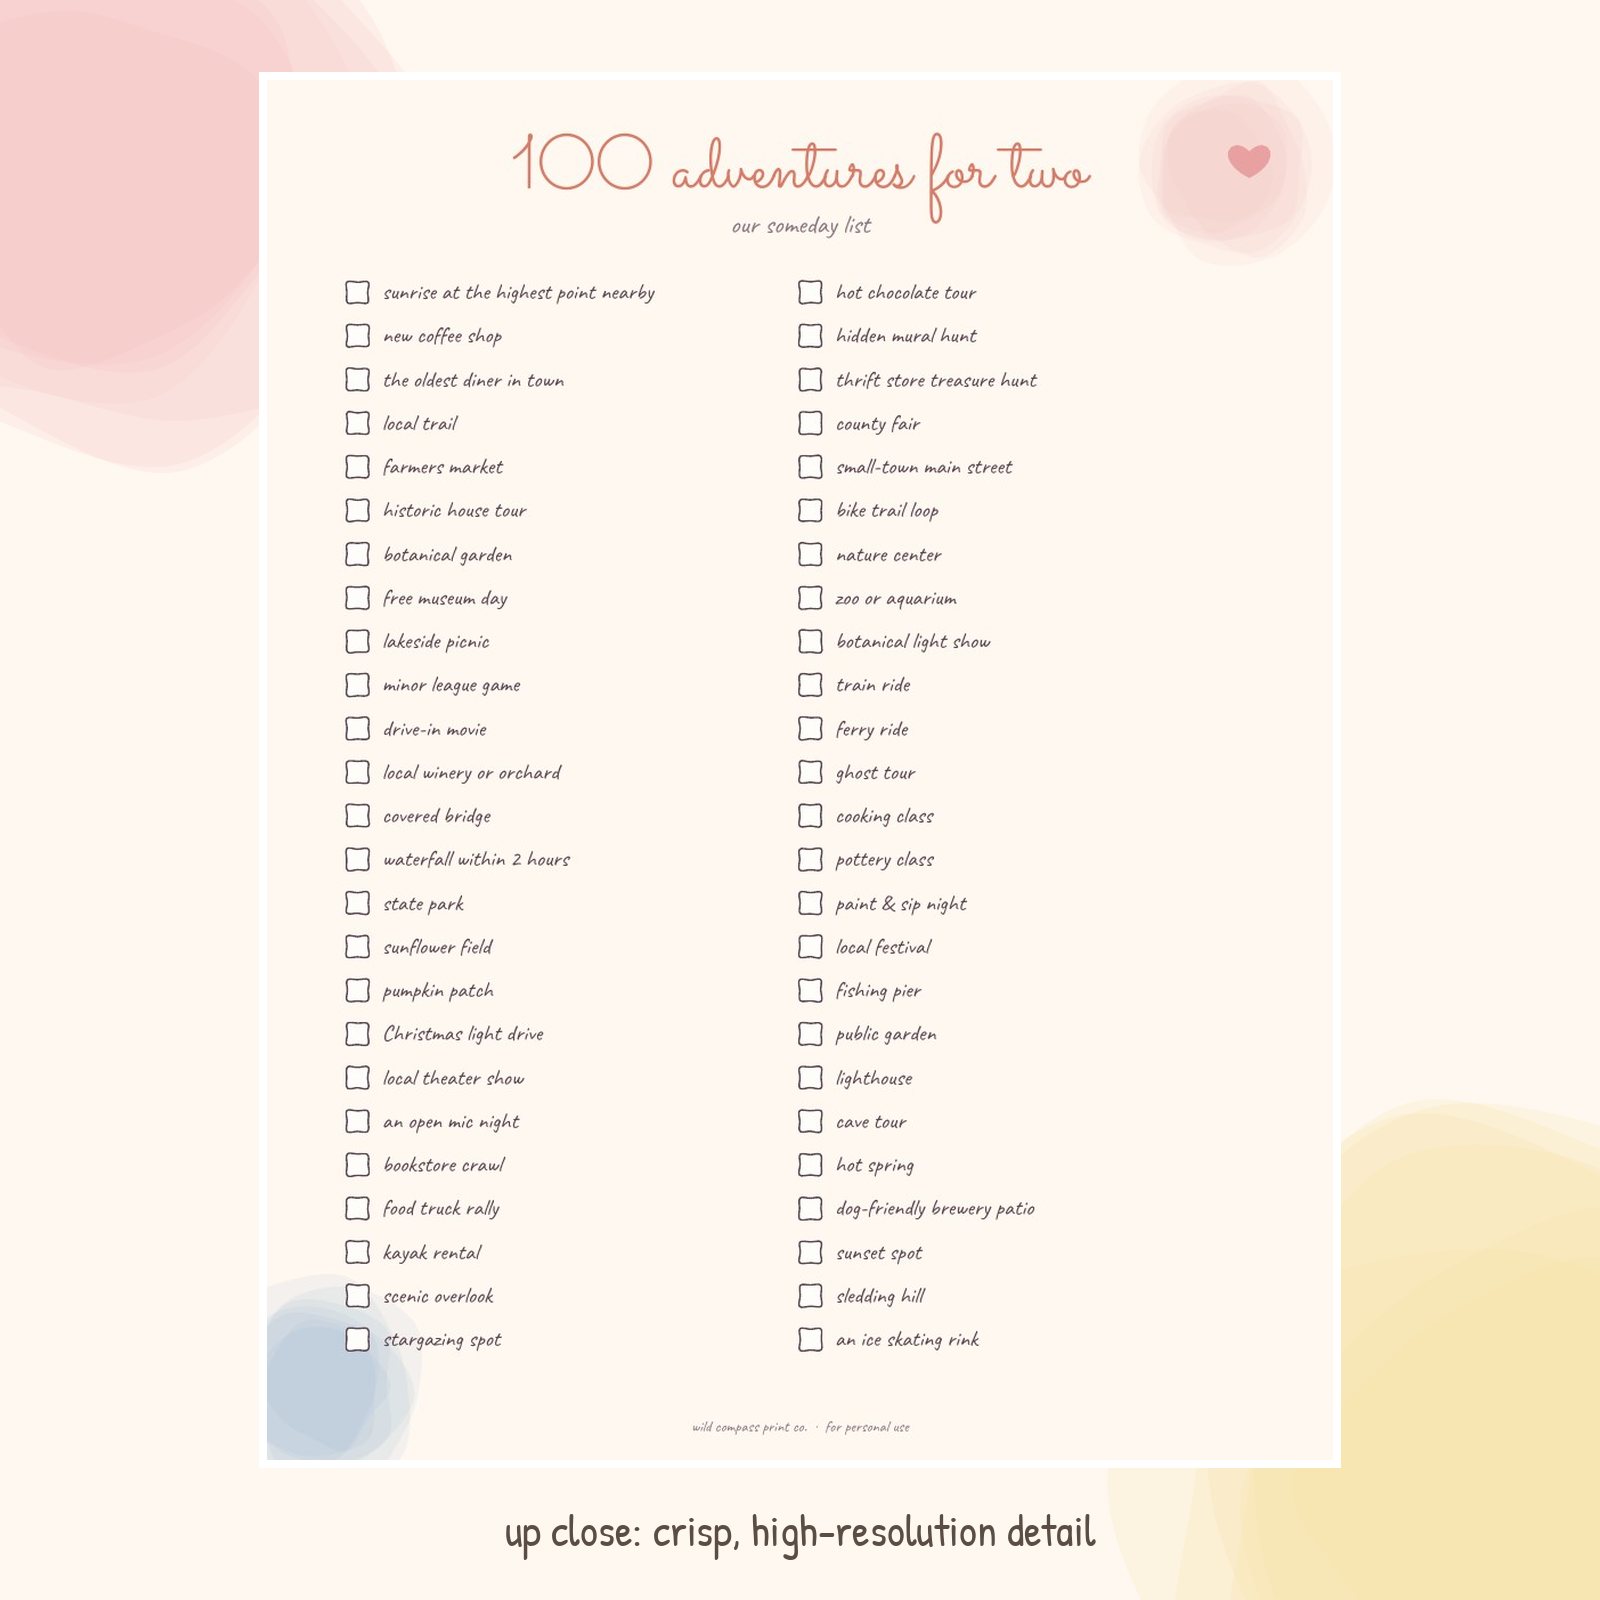 100 adventures for two
our someday list
sunrise at the highest point nearby
new coffee shop
the oldest diner in town
local trail
farmers market
historic house tour
botanical garden
free museum day
lakeside picnic
minor league game
drive-in movie
local winery or orchard
covered bridge
waterfall within 2 hours
state park
sunflower field
pumpkin patch
Christmas light drive
local theater show
an open mic night
bookstore crawl
food truck rally
kayak rental
scenic overlook
stargazing spot
hot chocolate tour
hidden mural hunt
thrift store treasure hunt
county fair
small-town main street
bike trail loop
nature center
zoo or aquarium
botanical light show
train ride
ferry ride
ghost tour
cooking class
pottery class
paint & sip night
local festival
fishing pier
public garden
lighthouse
cave tour
hot spring
dog-friendly brewery patio
sunset spot
sledding hill
an ice skating rink
wild compass print co. · for personal use
up close: crisp, high-resolution detail